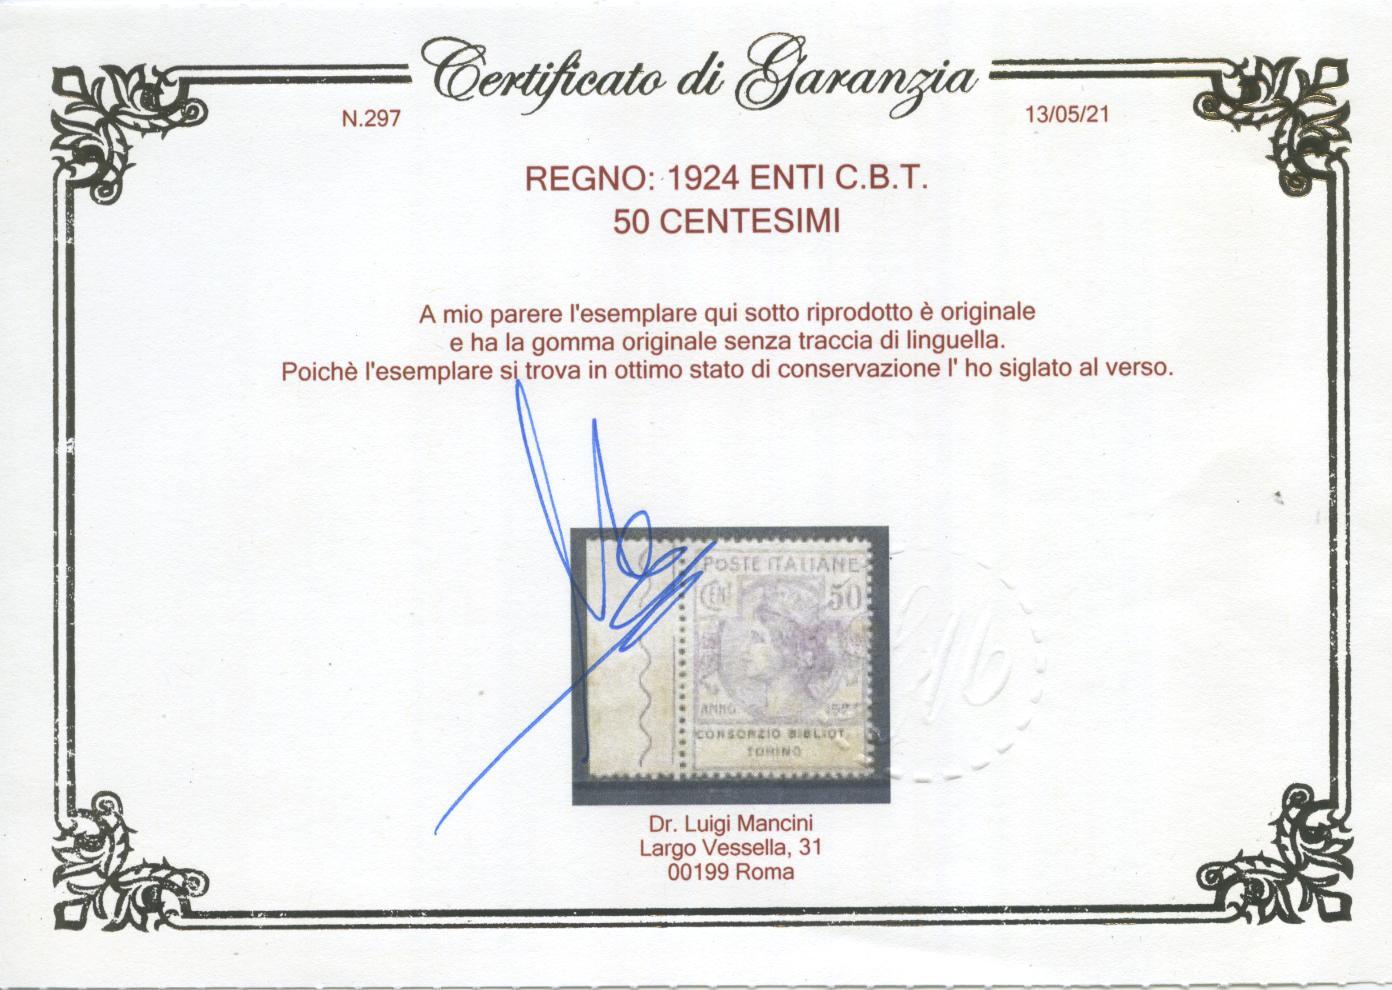 Certificato di Garanzia
N.297
13/05/21
REGNO: 1924 ENTI C.B.T.
50 CENTESIMI
A mio parere l'esemplare qui sotto riprodotto è originale
e ha la gomma originale senza traccia di linguella.
Poichè l'esemplare si trova in ottimo stato di conservazione l' ho siglato al verso.
POSTE ITALIANE
CENT 50
ANNO
CONSORZIO BIBLIOT.
TORINO
Dr. Luigi Mancini
Largo Vessella, 31
00199 Roma